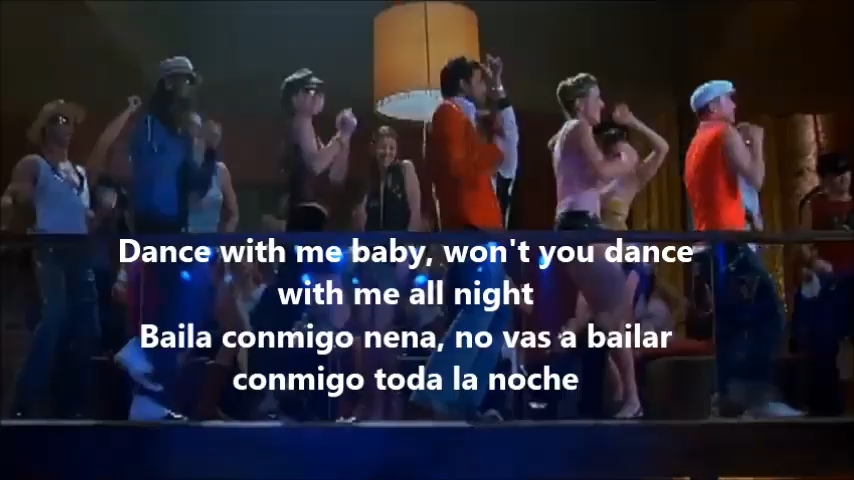 Dance with me baby, won't you dance
with me all night
Baila conmigo nena, no vas a bailar
conmigo toda la noche